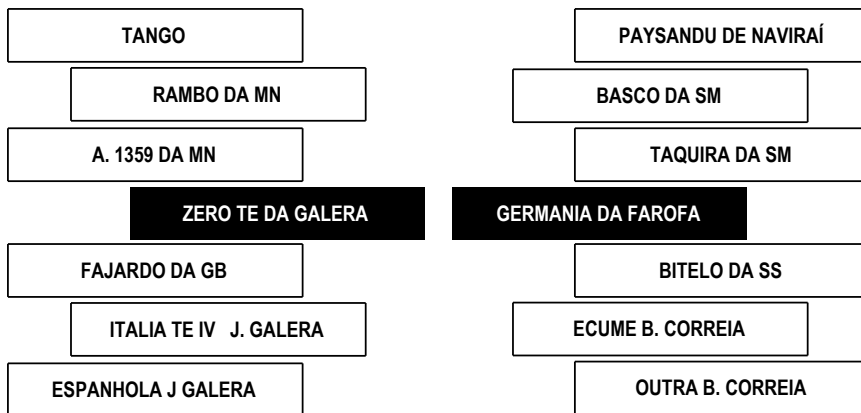 TANGO
PAYSANDU DE NAVIRAÍ
RAMBO DA MN
BASCO DA SM
A. 1359 DA MN
TAQUIRA DA SM
ZERO TE DA GALERA
GERMANIA DA FAROFA
FAJARDO DA GB
BITELO DA SS
ITALIA TE IV J. GALERA
ECUME B. CORREIA
ESPANHOLA J GALERA
OUTRA B. CORREIA